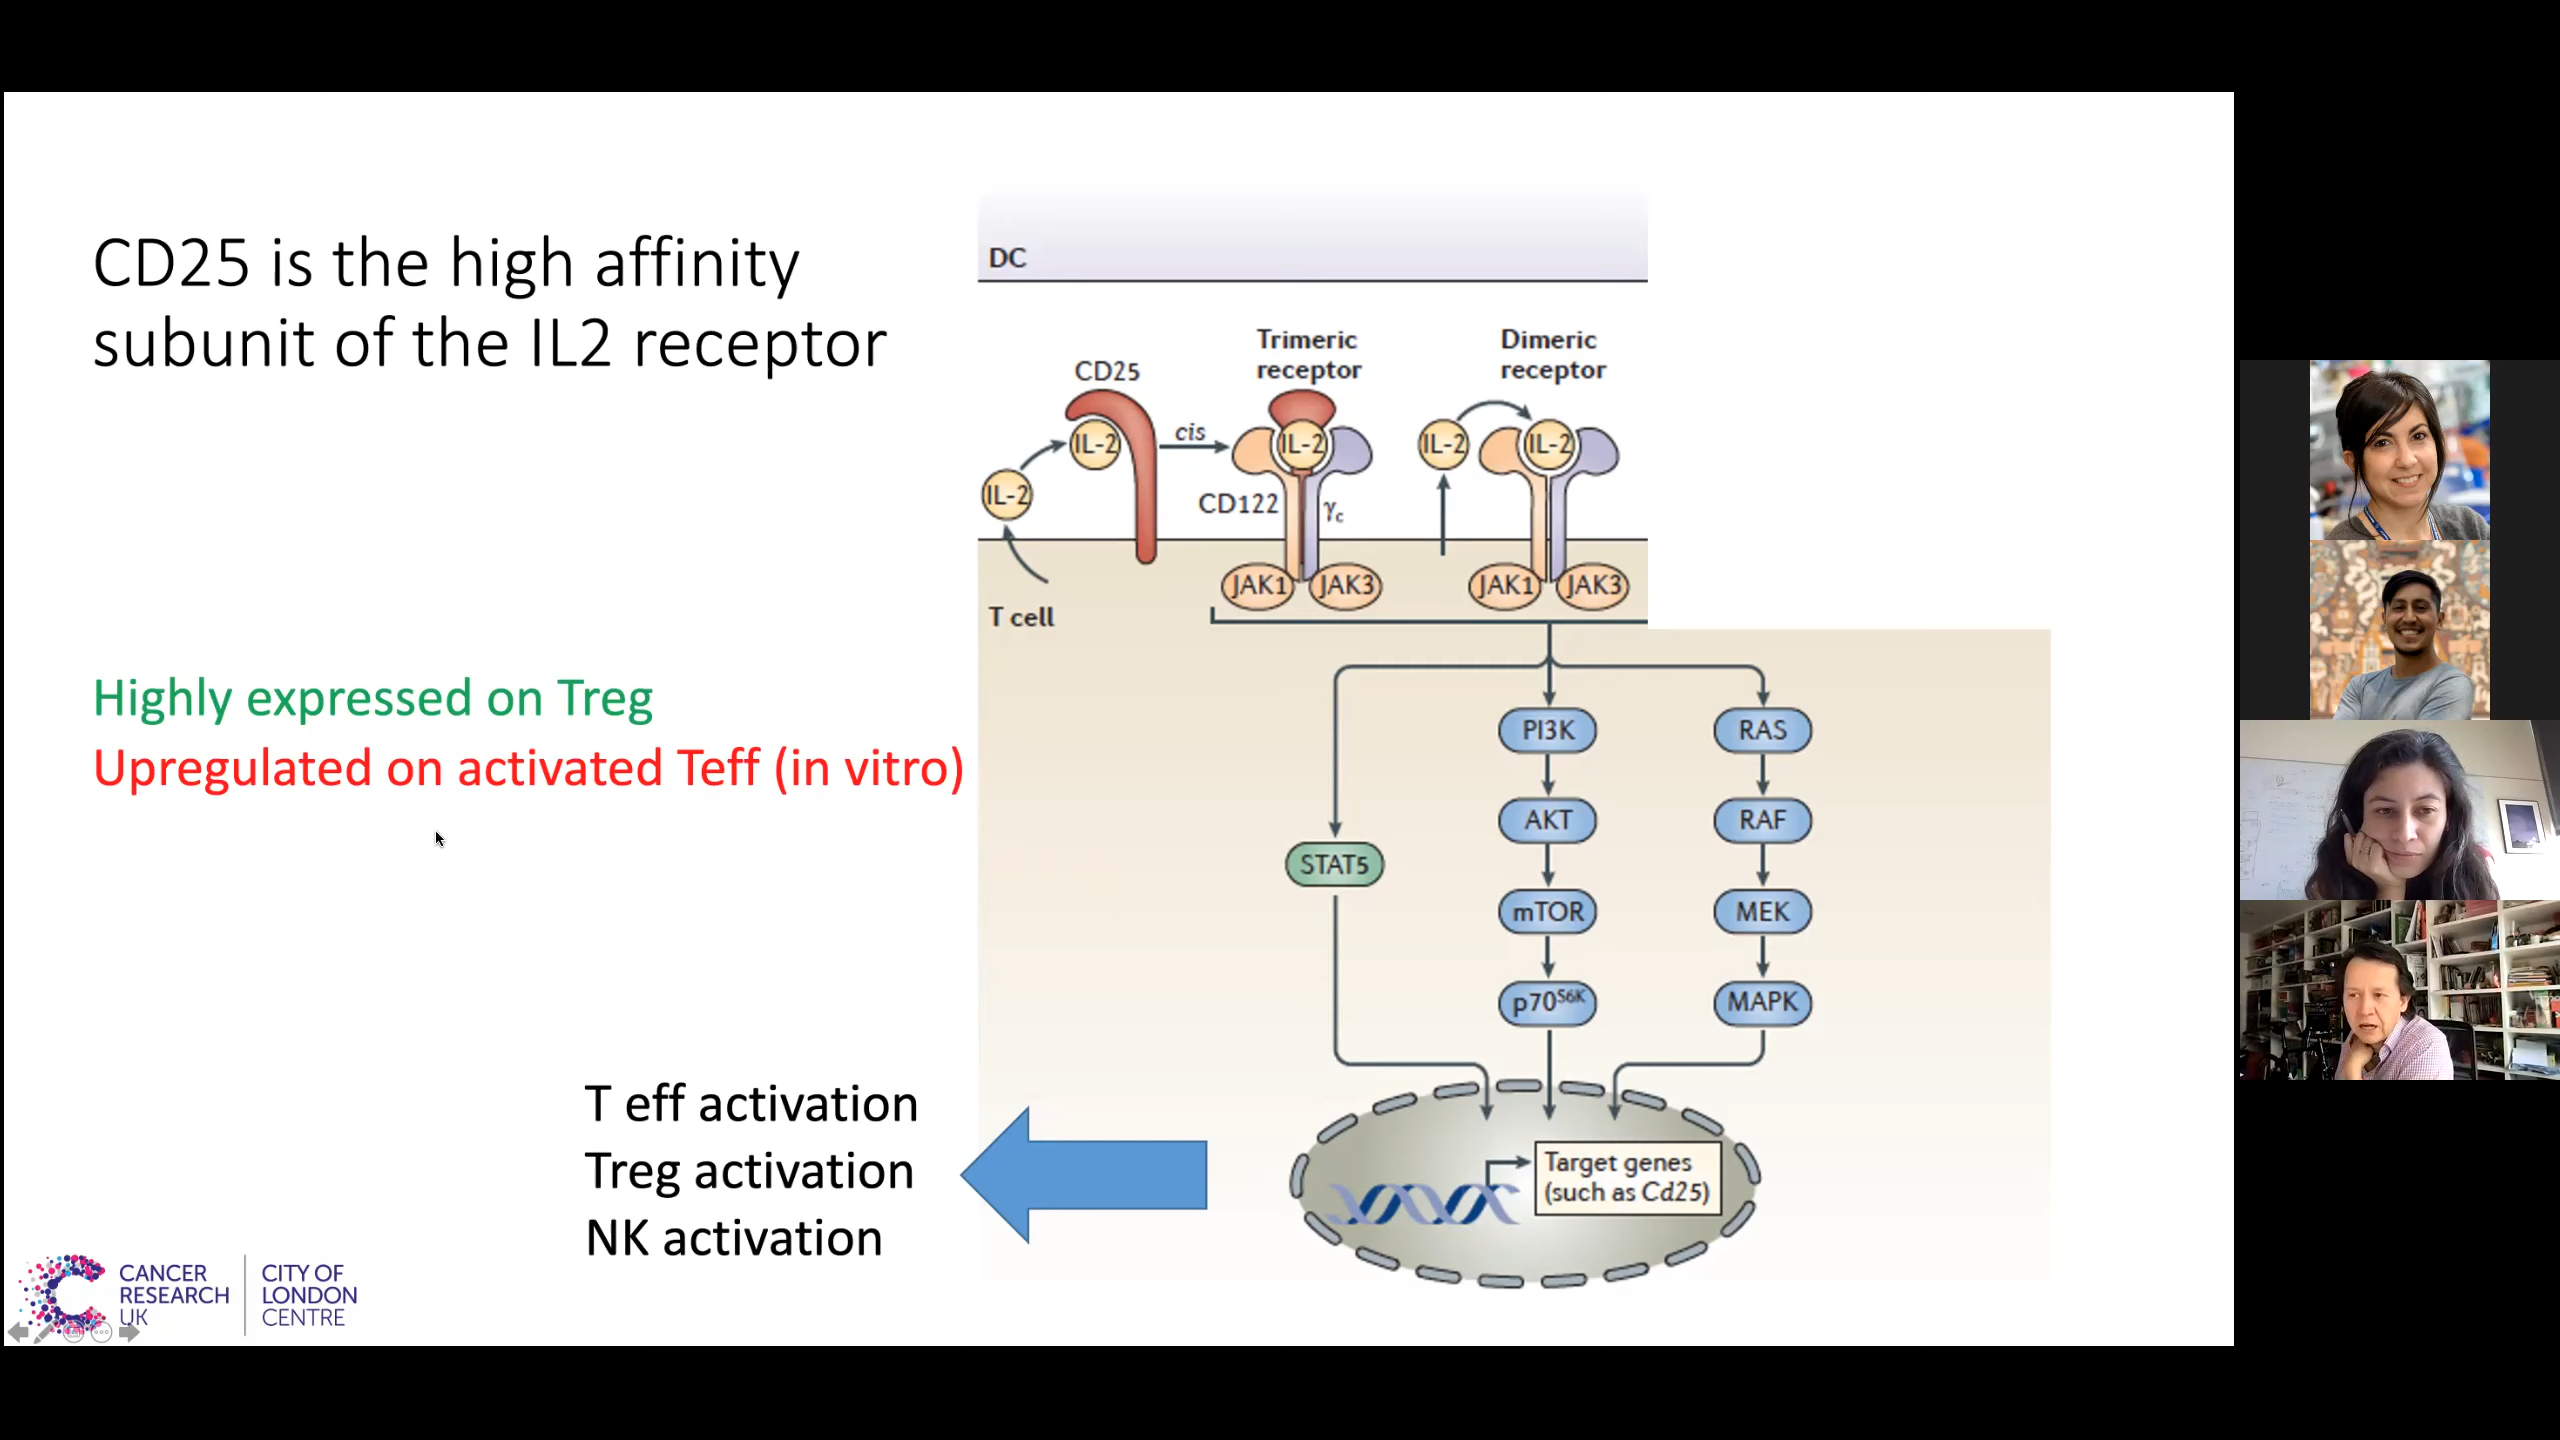 CD25 is the high affinity
subunit of the IL2 receptor
Highly expressed on Treg
Upregulated on activated Teff (in vitro)
T eff activation
Treg activation
NK activation
DC
CD25
Trimeric
receptor
Dimeric
receptor
IL-2
IL-2
cis
IL-2
IL-2
IL-2
CD122
γc
JAK1
JAK3
JAK1
JAK3
T cell
STAT5
PI3K
AKT
mTOR
p70S6K
RAS
RAF
MEK
MAPK
Target genes
(such as Cd25)
CANCER
RESEARCH
UK
CITY OF
LONDON
CENTRE